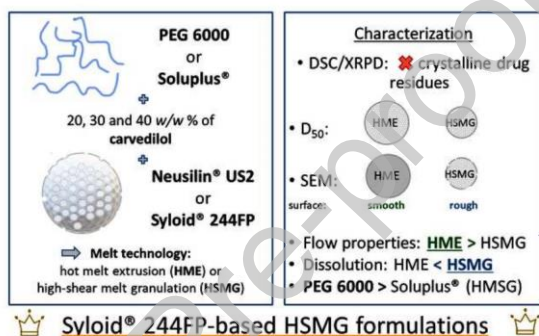 PEG 6000
or
Soluplus®
+
20, 30 and 40 w/w % of
carvedilol
+
Neusilin® US2
or
Syloid® 244FP
Melt technology:
hot melt extrusion (HME) or
high-shear melt granulation (HSMG)
Characterization
• DSC/XRPD: ✖ crystalline drug
residues
• D50: HME HSMG
• SEM: HME HSMG
surface: smooth rough
• Flow properties: HME > HSMG
• Dissolution: HME < HSMG
• PEG 6000 > Soluplus® (HMSG)
Syloid® 244FP-based HSMG formulations